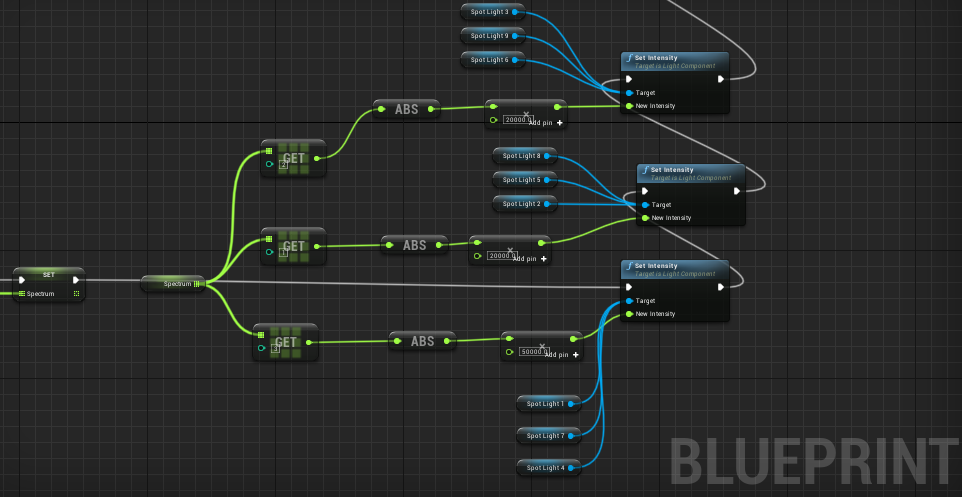 Spot Light 3
Spot Light 9
Spot Light 6
Set Intensity
Target is Light Component
Target
New Intensity
ABS
20000.0
Add pin +
GET
2
Spot Light 8
Spot Light 5
Spot Light 2
Set Intensity
Target is Light Component
Target
New Intensity
GET
1
ABS
20000.0
Add pin +
SET
Spectrum
Spectrum
Set Intensity
Target is Light Component
Target
New Intensity
GET
3
ABS
50000.0
Add pin +
Spot Light 1
Spot Light 7
Spot Light 4
BLUEPRINT